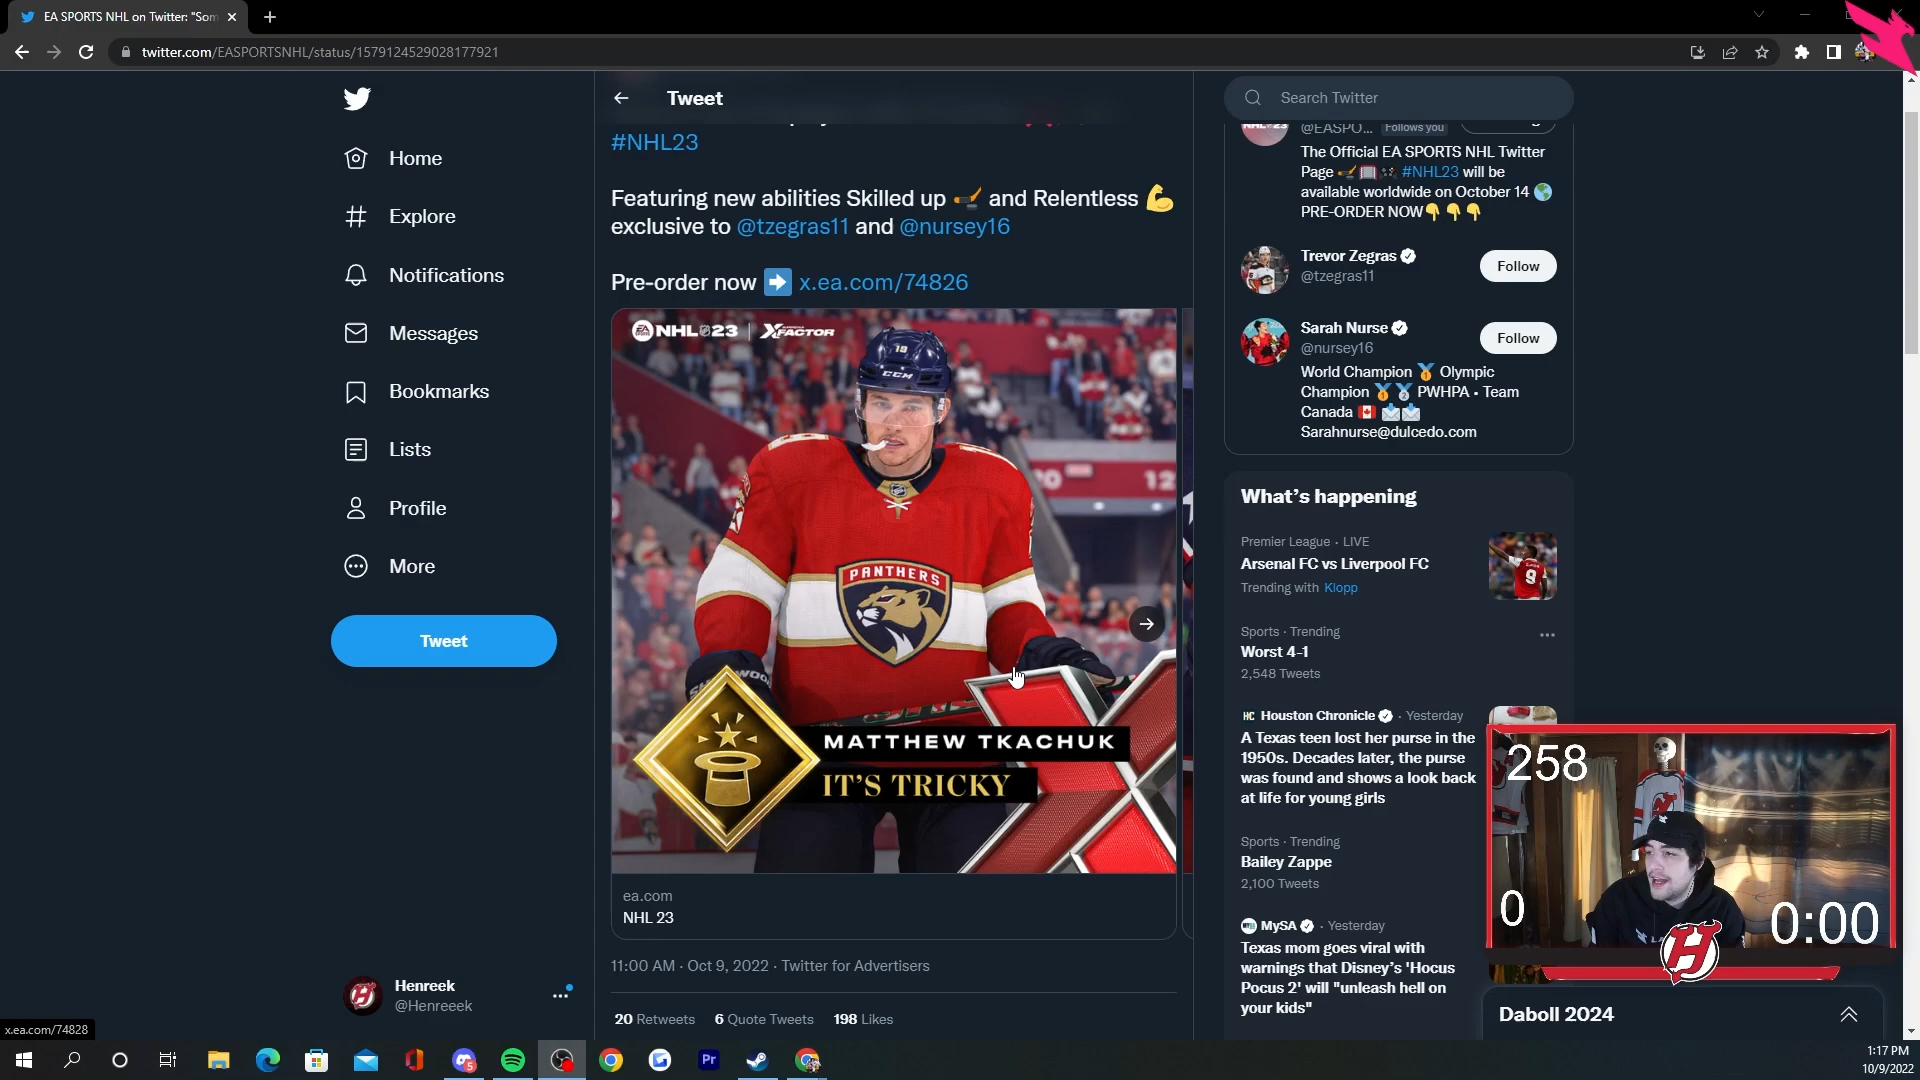 EA SPORTS NHL on Twitter: "Som
twitter.com/EASPORTSNHL/status/1579124529028177921
Home
Explore
Notifications
Messages
Bookmarks
Lists
Profile
More
Tweet
Henreek
@Henreeek
x.ea.com/74828
Tweet
#NHL23
Featuring new abilities Skilled up 🏒 and Relentless 💪
exclusive to @tzegras11 and @nursey16
Pre-order now ➡️ x.ea.com/74826
EA SPORTS NHL 23 | X FACTOR
19
CCM
PANTHERS
MATTHEW TKACHUK
IT'S TRICKY
ea.com
NHL 23
11:00 AM · Oct 9, 2022 · Twitter for Advertisers
20 Retweets 6 Quote Tweets 198 Likes
Search Twitter
@EASPO... Follows you
The Official EA SPORTS NHL Twitter
Page 🏒🥅🎮 #NHL23 will be
available worldwide on October 14 🌎
PRE-ORDER NOW👇👇👇
Trevor Zegras
@tzegras11
Follow
Sarah Nurse
@nursey16
Follow
World Champion 🥇 Olympic
Champion 🥇🥈 PWHPA • Team
Canada 🇨🇦 📩📩
Sarahnurse@dulcedo.com
What's happening
Premier League · LIVE
Arsenal FC vs Liverpool FC
Trending with Klopp
Sports · Trending
Worst 4-1
2,548 Tweets
Houston Chronicle · Yesterday
A Texas teen lost her purse in the
1950s. Decades later, the purse
was found and shows a look back
at life for young girls
Sports · Trending
Bailey Zappe
2,100 Tweets
MySA · Yesterday
Texas mom goes viral with
warnings that Disney's 'Hocus
Pocus 2' will "unleash hell on
your kids"
258
0
0:00
H
Daboll 2024
Pr
5
1:17 PM
10/9/2022